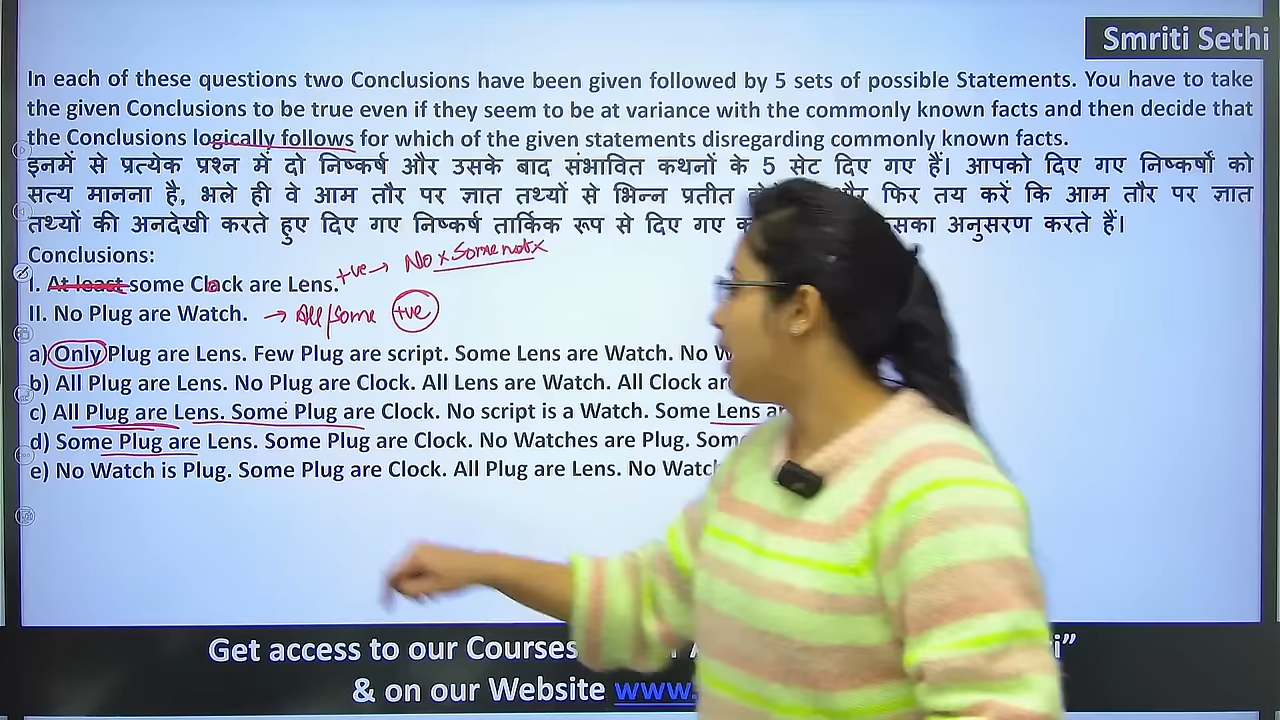 Smriti Sethi
In each of these questions two Conclusions have been given followed by 5 sets of possible Statements. You have to take
the given Conclusions to be true even if they seem to be at variance with the commonly known facts and then decide that
the Conclusions logically follows for which of the given statements disregarding commonly known facts.
इनमें से प्रत्येक प्रश्न में दो निष्कर्ष और उसके बाद संभावित कथनों के 5 सेट दिए गए हैं। आपको दिए गए निष्कर्षों को
सत्य मानना है, भले ही वे आम तौर पर ज्ञात तथ्यों से भिन्न प्रतीत और फिर तय करें कि आम तौर पर ज्ञात
तथ्यों की अनदेखी करते हुए दिए गए निष्कर्ष तार्किक रूप से दिए गए अनुसरण करते हैं।
Conclusions:
I. At least some Clock are Lens. +ve → No x Some not x
II. No Plug are Watch. → All/some +ve
a) Only Plug are Lens. Few Plug are script. Some Lens are Watch. No
b) All Plug are Lens. No Plug are Clock. All Lens are Watch. All Clock
c) All Plug are Lens. Some Plug are Clock. No script is a Watch. Some Lens
d) Some Plug are Lens. Some Plug are Clock. No Watches are Plug.
e) No Watch is Plug. Some Plug are Clock. All Plug are Lens. No
Get access to our Courses
& on our Website www.